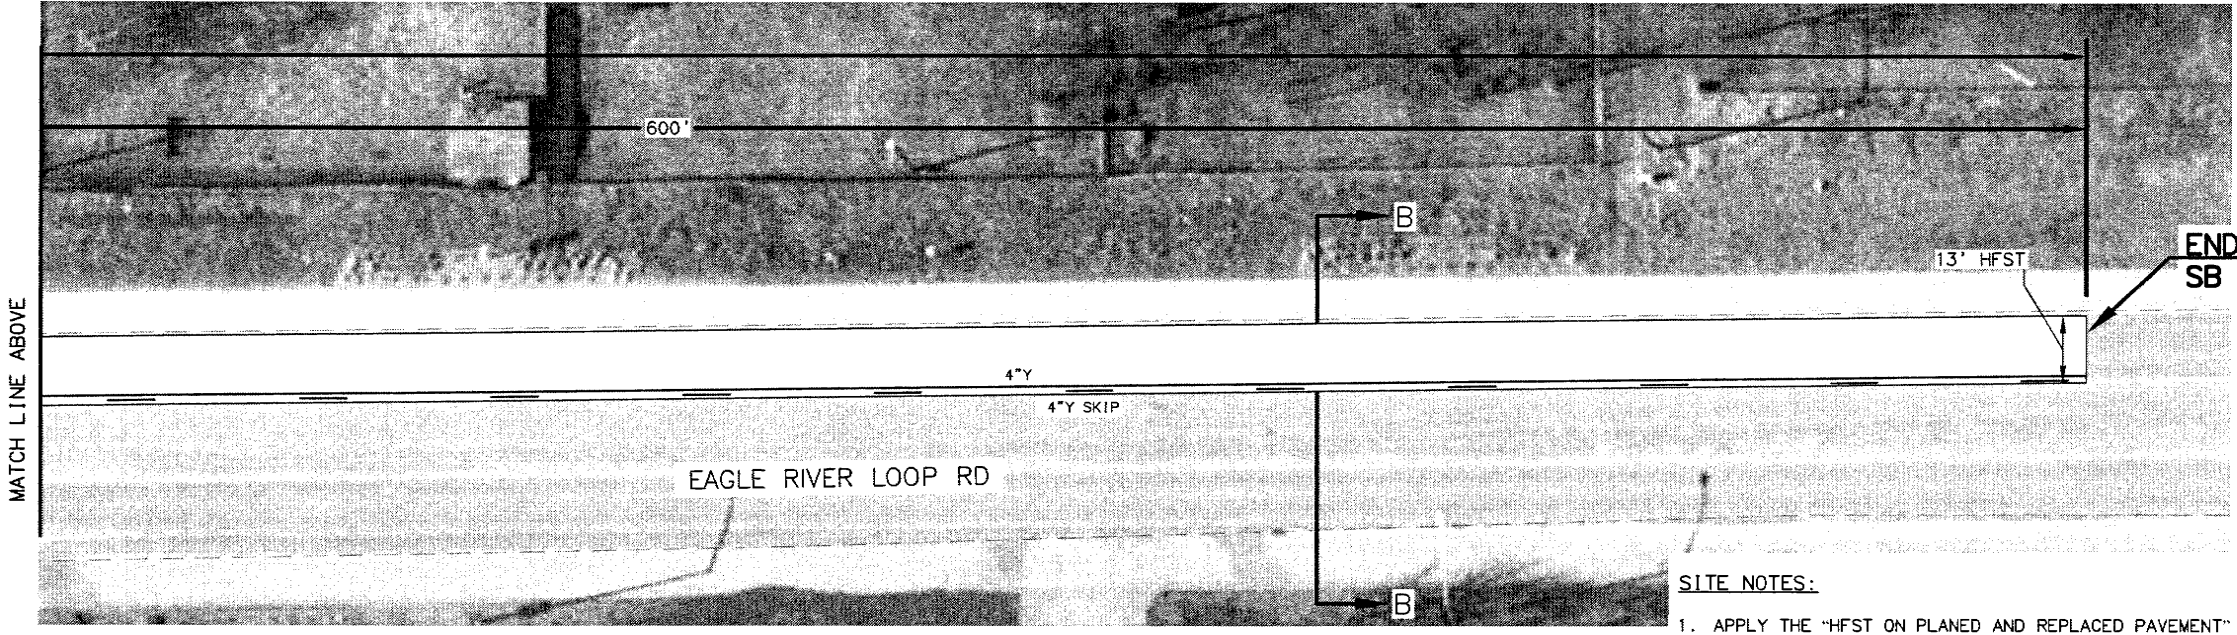 600'
B
END
SB
13' HFST
MATCH LINE ABOVE
4"Y
4"Y SKIP
EAGLE RIVER LOOP RD
B
SITE NOTES:
1. APPLY THE "HFST ON PLANED AND REPLACED PAVEMENT"